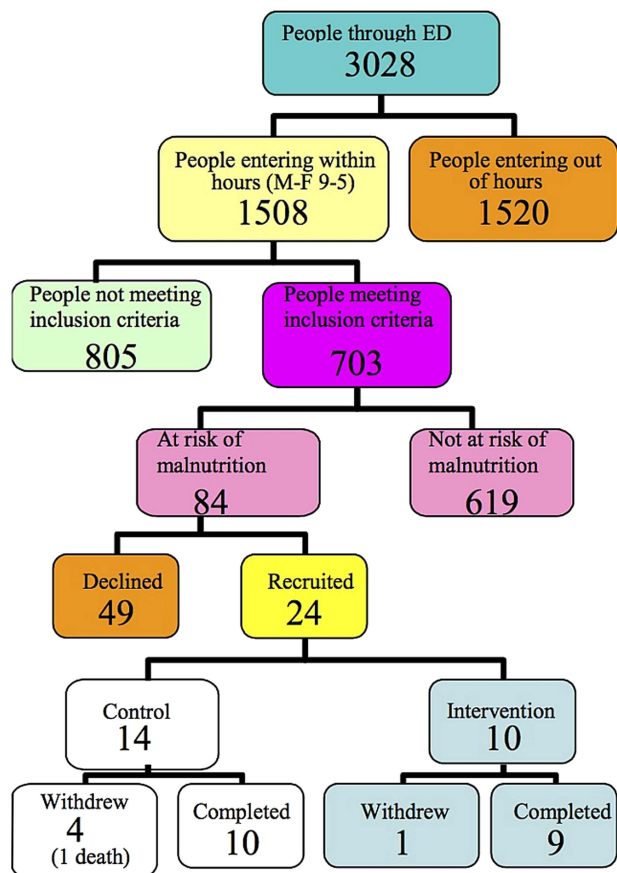 People through ED
3028
People entering within
hours (M-F 9-5)
1508
People entering out
of hours
1520
People not meeting
inclusion criteria
805
People meeting
inclusion criteria
703
At risk of
malnutrition
84
Not at risk of
malnutrition
619
Declined
49
Recruited
24
Control
14
Intervention
10
Withdrew
4
(1 death)
Completed
10
Withdrew
1
Completed
9